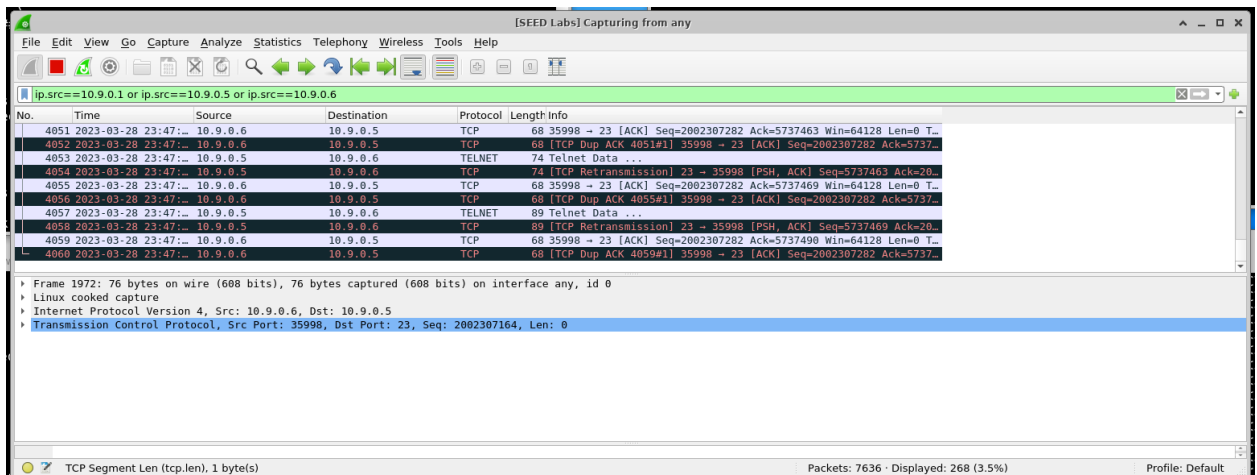 [SEED Labs] Capturing from any
File Edit View Go Capture Analyze Statistics Telephony Wireless Tools Help
ip.src==10.9.0.1 or ip.src==10.9.0.5 or ip.src==10.9.0.6
No. Time Source Destination Protocol Length Info
4051 2023-03-28 23:47:… 10.9.0.6 10.9.0.5 TCP 68 35998 → 23 [ACK] Seq=2002307282 Ack=5737463 Win=64128 Len=0 T…
4052 2023-03-28 23:47:… 10.9.0.6 10.9.0.5 TCP 68 [TCP Dup ACK 4051#1] 35998 → 23 [ACK] Seq=2002307282 Ack=5737…
4053 2023-03-28 23:47:… 10.9.0.5 10.9.0.6 TELNET 74 Telnet Data ...
4054 2023-03-28 23:47:… 10.9.0.5 10.9.0.6 TCP 74 [TCP Retransmission] 23 → 35998 [PSH, ACK] Seq=5737463 Ack=20…
4055 2023-03-28 23:47:… 10.9.0.6 10.9.0.5 TCP 68 35998 → 23 [ACK] Seq=2002307282 Ack=5737469 Win=64128 Len=0 T…
4056 2023-03-28 23:47:… 10.9.0.6 10.9.0.5 TCP 68 [TCP Dup ACK 4055#1] 35998 → 23 [ACK] Seq=2002307282 Ack=5737…
4057 2023-03-28 23:47:… 10.9.0.5 10.9.0.6 TELNET 89 Telnet Data ...
4058 2023-03-28 23:47:… 10.9.0.5 10.9.0.6 TCP 89 [TCP Retransmission] 23 → 35998 [PSH, ACK] Seq=5737469 Ack=20…
4059 2023-03-28 23:47:… 10.9.0.6 10.9.0.5 TCP 68 35998 → 23 [ACK] Seq=2002307282 Ack=5737490 Win=64128 Len=0 T…
4060 2023-03-28 23:47:… 10.9.0.6 10.9.0.5 TCP 68 [TCP Dup ACK 4059#1] 35998 → 23 [ACK] Seq=2002307282 Ack=5737…
Frame 1972: 76 bytes on wire (608 bits), 76 bytes captured (608 bits) on interface any, id 0
Linux cooked capture
Internet Protocol Version 4, Src: 10.9.0.6, Dst: 10.9.0.5
Transmission Control Protocol, Src Port: 35998, Dst Port: 23, Seq: 2002307164, Len: 0
TCP Segment Len (tcp.len), 1 byte(s) Packets: 7636 · Displayed: 268 (3.5%) Profile: Default